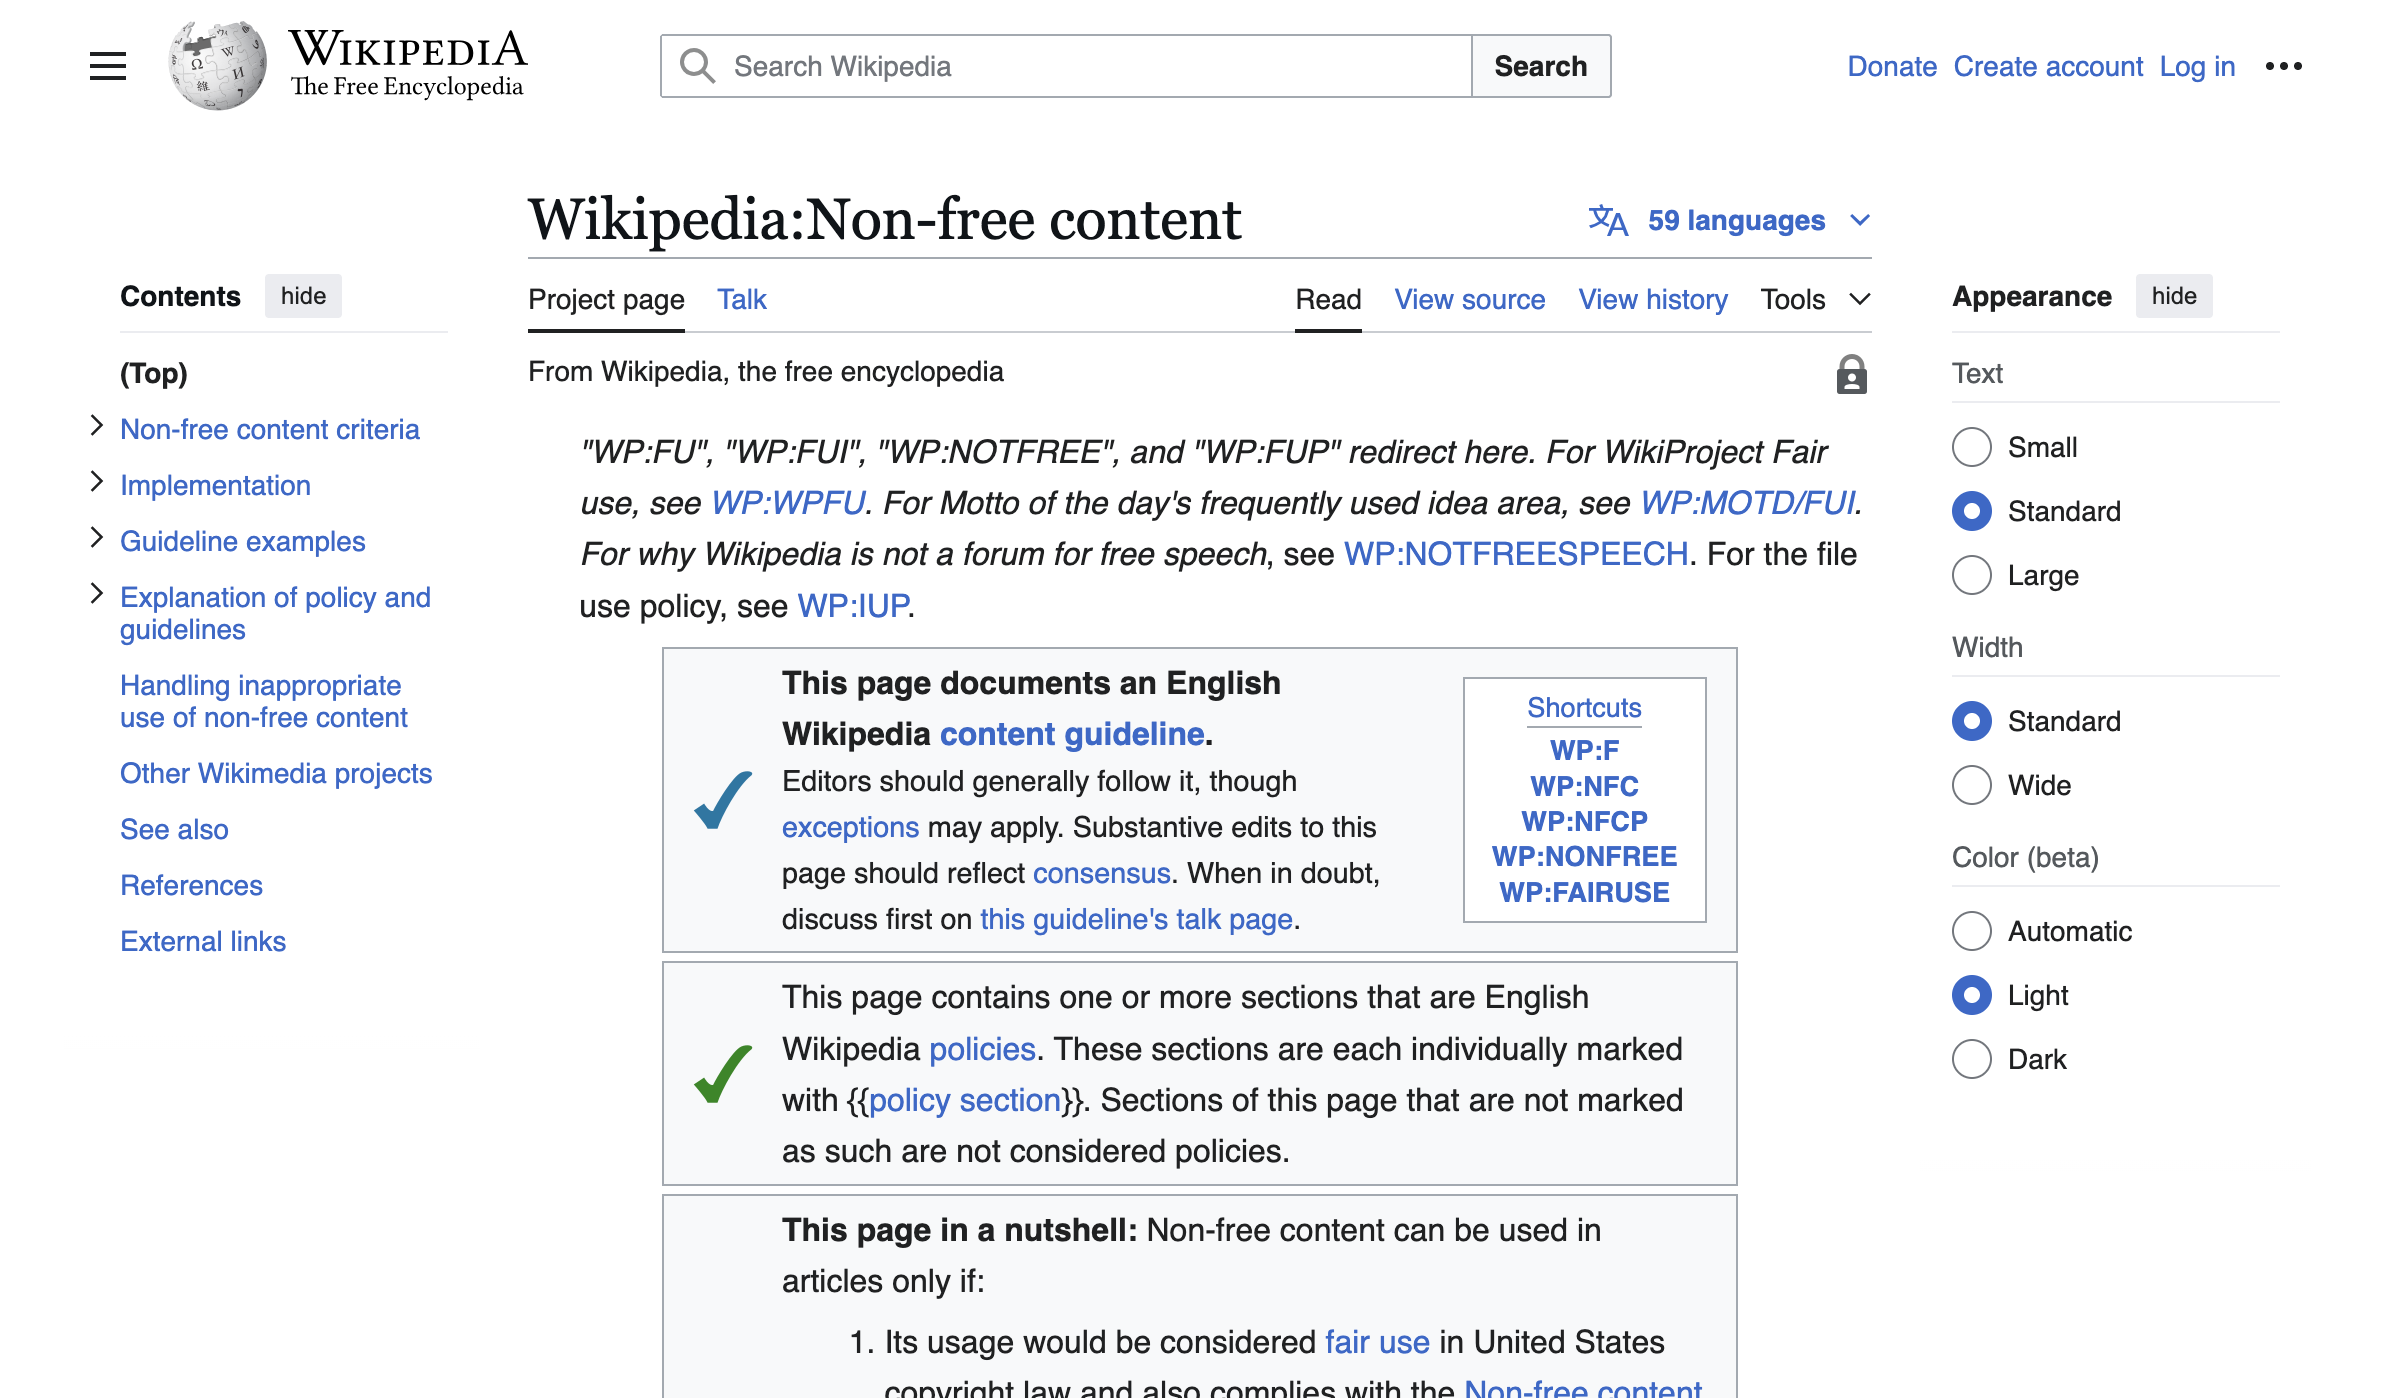 WIKIPEDIA
The Free Encyclopedia
Search Wikipedia
Search
Donate Create account Log in
Wikipedia:Non-free content
59 languages
Contents hide
(Top)
Non-free content criteria
Implementation
Guideline examples
Explanation of policy and
guidelines
Handling inappropriate
use of non-free content
Other Wikimedia projects
See also
References
External links
Project page Talk
Read View source View history Tools
From Wikipedia, the free encyclopedia
"WP:FU", "WP:FUI", "WP:NOTFREE", and "WP:FUP" redirect here. For WikiProject Fair
use, see WP:WPFU. For Motto of the day's frequently used idea area, see WP:MOTD/FUI.
For why Wikipedia is not a forum for free speech, see WP:NOTFREESPEECH. For the file
use policy, see WP:IUP.
This page documents an English
Wikipedia content guideline.
Editors should generally follow it, though
exceptions may apply. Substantive edits to this
page should reflect consensus. When in doubt,
discuss first on this guideline's talk page.
Shortcuts
WP:F
WP:NFC
WP:NFCP
WP:NONFREE
WP:FAIRUSE
This page contains one or more sections that are English
Wikipedia policies. These sections are each individually marked
with {{policy section}}. Sections of this page that are not marked
as such are not considered policies.
This page in a nutshell: Non-free content can be used in
articles only if:
1. Its usage would be considered fair use in United States
copyright law and also complies with the Non-free content
Appearance hide
Text
Small
Standard
Large
Width
Standard
Wide
Color (beta)
Automatic
Light
Dark